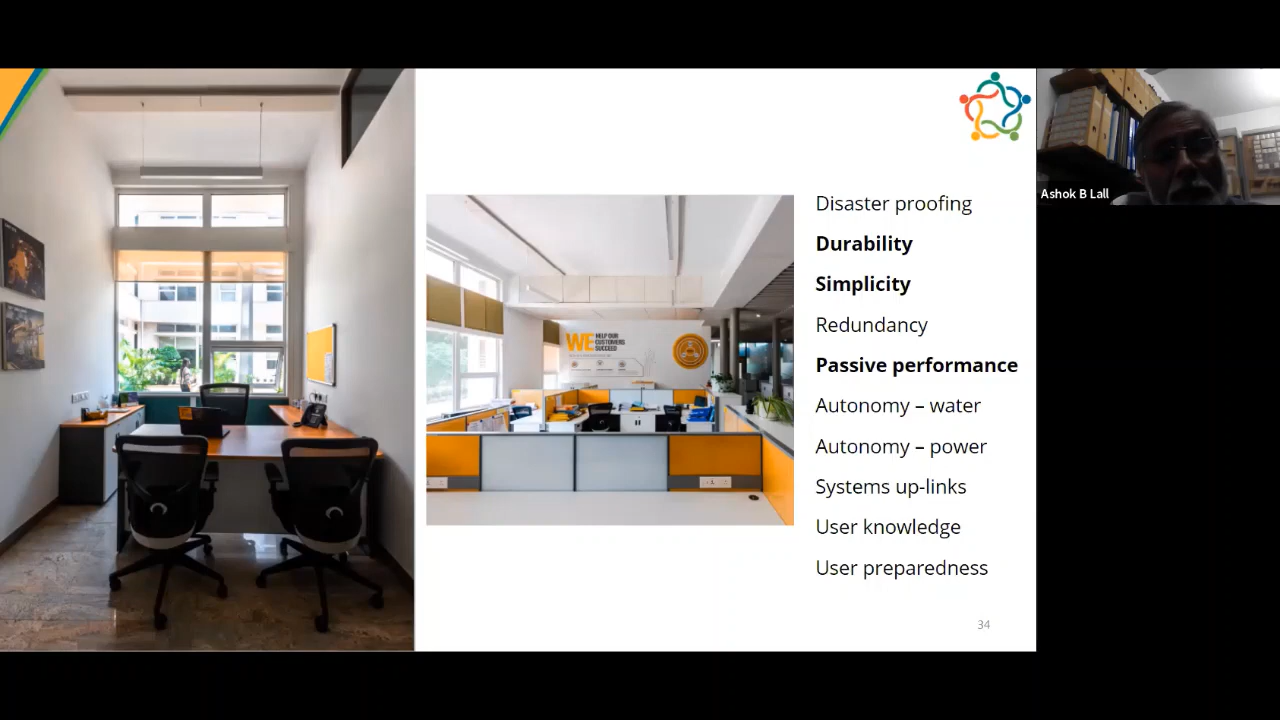 Disaster proofing
Durability
Simplicity
Redundancy
Passive performance
Autonomy – water
Autonomy – power
Systems up-links
User knowledge
User preparedness
34
WE HELP OUR
CUSTOMERS
SUCCEED
Ashok B Lall